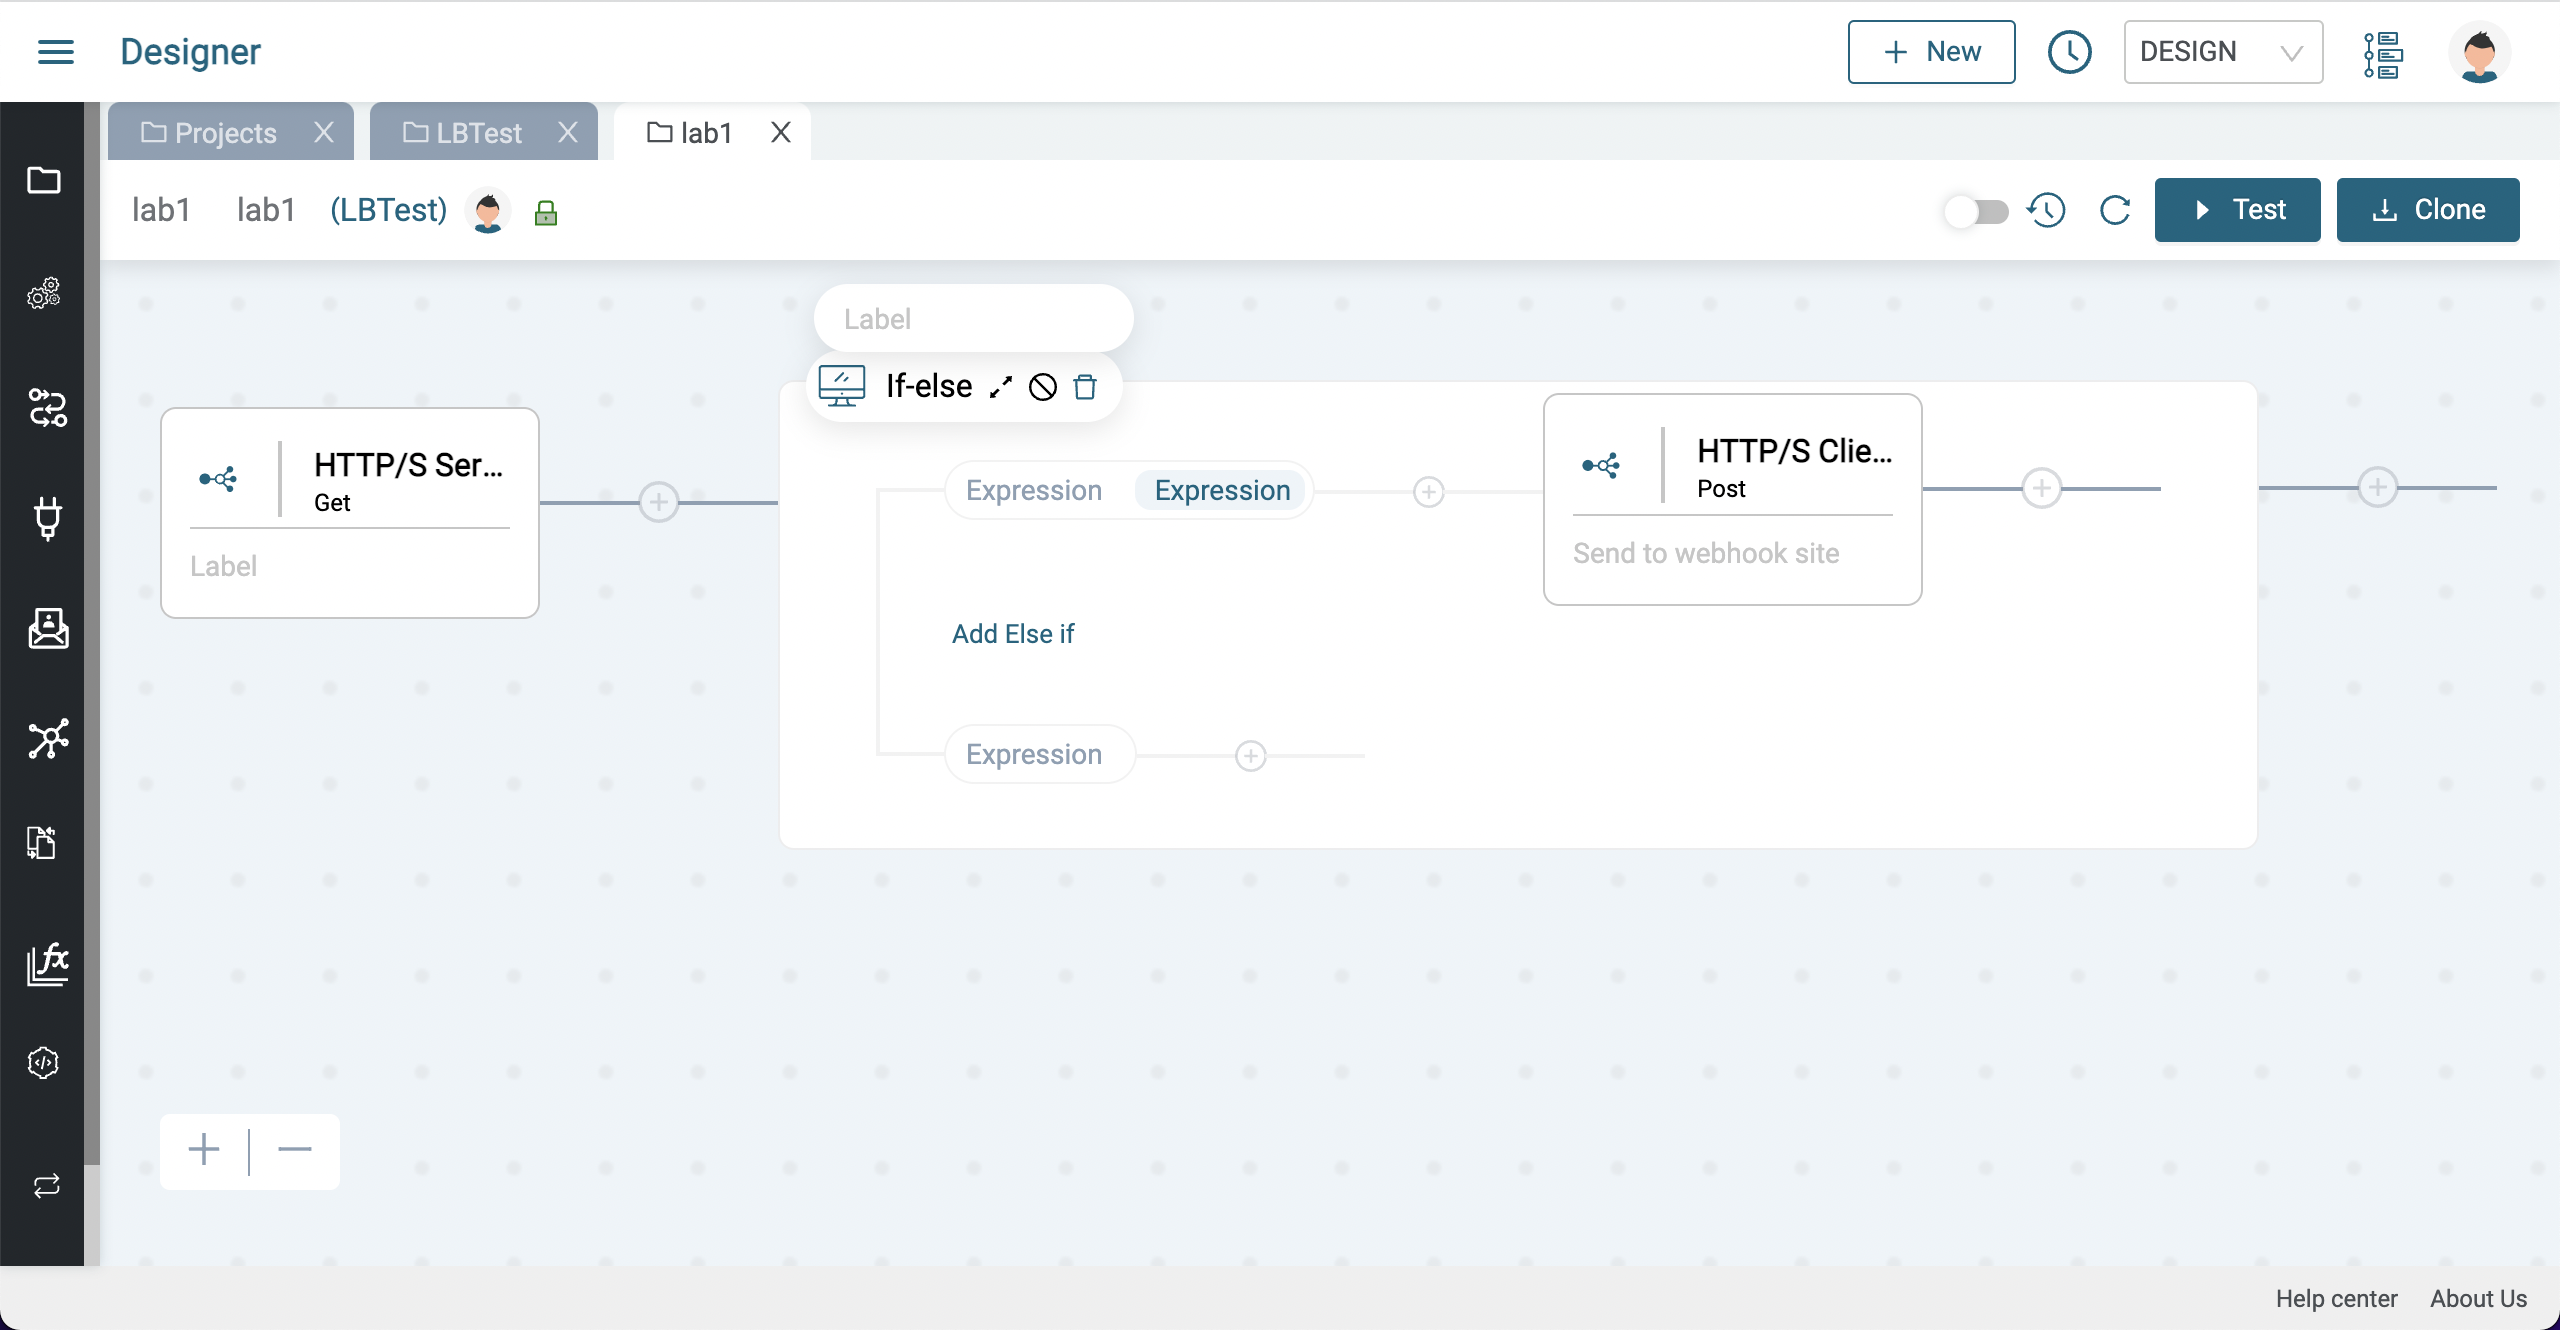 Designer
New
DESIGN
Projects
LBTest
lab1
lab1 lab1 (LBTest)
Test
Clone
Label
If-else
HTTP/S Ser...
Get
Label
Expression Expression
HTTP/S Clie...
Post
Send to webhook site
Add Else if
Expression
Help center About Us